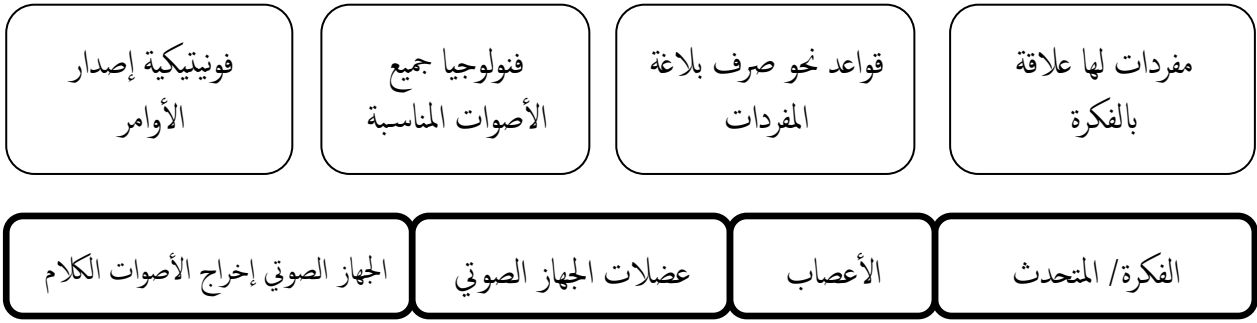 مفردات لها علاقة
بالفكرة
قواعد نحو صرف بلاغة
المفردات
فنولوجيا جميع
الأصوات المناسبة
فونيتيكية إصدار
الأوامر
الفكرة/ المتحدث
الأعصاب
عضلات الجهاز الصوتي
الجهاز الصوتي إخراج الأصوات الكلام